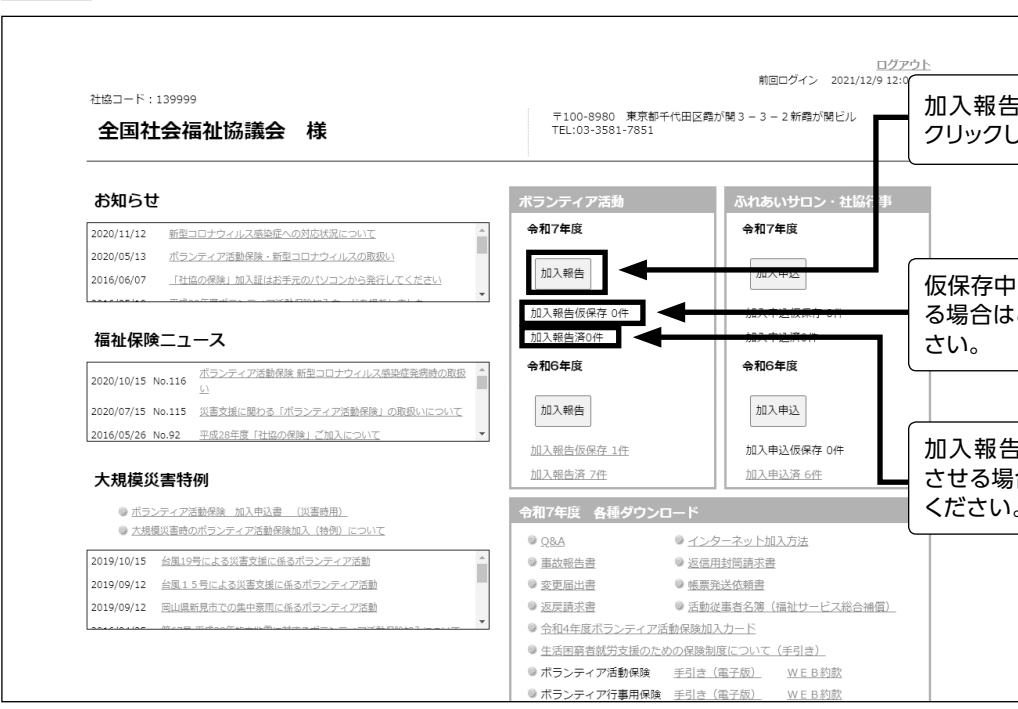 ログアウト
前回ログイン 2021/12/9 12:0
社協コード：139999
全国社会福祉協議会 様
〒100-8980 東京都千代田区霞が関３－３－２新霞が関ビル
TEL:03-3581-7851
加入報告
クリックし
お知らせ
2020/11/12 新型コロナウィルス感染症への対応状況について
2020/05/13 ボランティア活動保険・新型コロナウィルスの取扱い
2016/06/07 「社協の保険」加入証はお手元のパソコンから発行してください
福祉保険ニュース
2020/10/15 No.116 ボランティア活動保険 新型コロナウィルス感染症発病時の取扱
い
2020/07/15 No.115 災害支援に関わる「ボランティア活動保険」の取扱いについて
2016/05/26 No.92 平成28年度「社協の保険」ご加入について
大規模災害特例
ボランティア活動保険 加入申込書 （災害時用）
大規模災害時のボランティア活動保険加入（特例）について
2019/10/15 台風19号による災害支援に係るボランティア活動
2019/09/12 台風１５号による災害支援に係るボランティア活動
2019/09/12 岡山県新見市での集中豪雨に係るボランティア活動
ボランティア活動
令和7年度
加入報告
加入報告仮保存 0件
加入報告済0件
令和6年度
加入報告
加入報告仮保存 1件
加入報告済 7件
ふれあいサロン・社協行事
令和7年度
加入申込
加入申込仮保存 0件
加入申込済0件
令和6年度
加入申込
加入申込仮保存 0件
加入申込済 6件
仮保存中
る場合は
さい。
加入報告
させる場合
ください。
令和7年度 各種ダウンロード
Q&A インターネット加入方法
事故報告書 返信用封筒請求書
変更届出書 帳票発送依頼書
返戻請求書 活動従事者名簿（福祉サービス総合補償）
令和4年度ボランティア活動保険加入カード
生活困窮者就労支援のための保険制度について（手引き）
ボランティア活動保険 手引き（電子版） ＷＥＢ約款
ボランティア行事用保険 手引き（電子版） ＷＥＢ約款